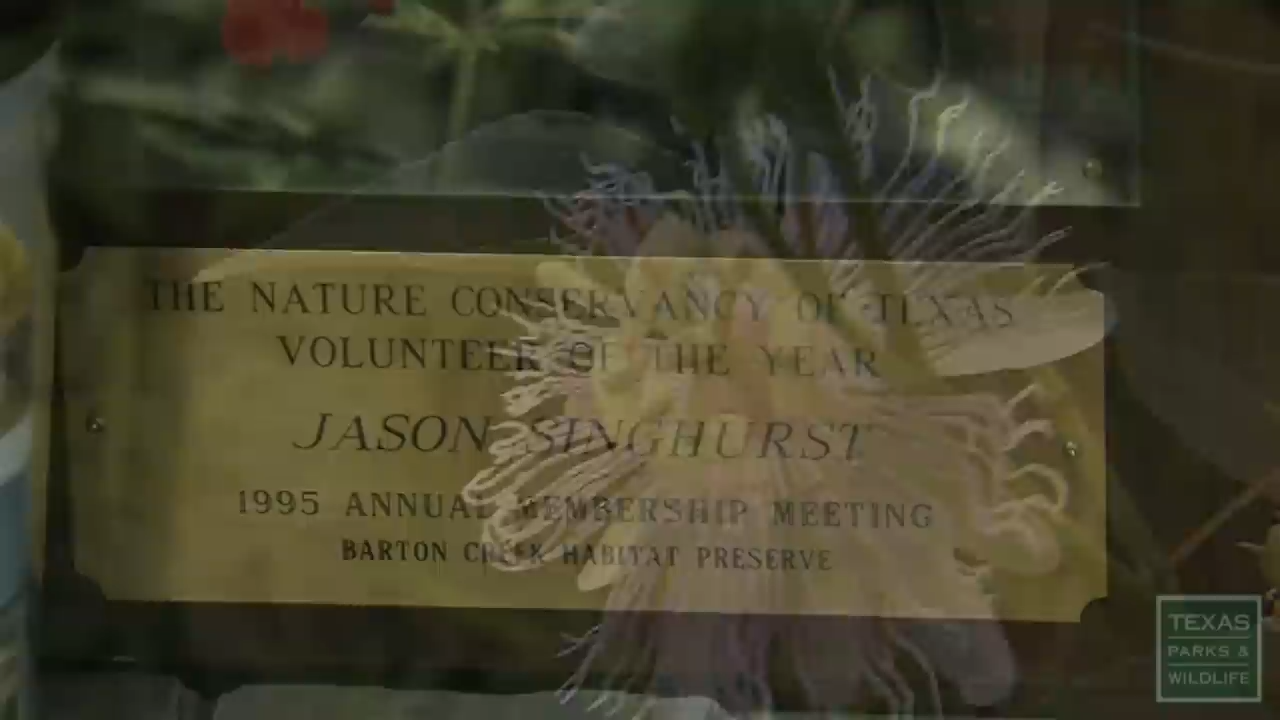 THE NATURE CONSERVANCY OF TEXAS
VOLUNTEER OF THE YEAR
JASON SINGHURST
1995 ANNUAL MEMBERSHIP MEETING
BARTON CREEK HABITAT PRESERVE
TEXAS
PARKS &
WILDLIFE